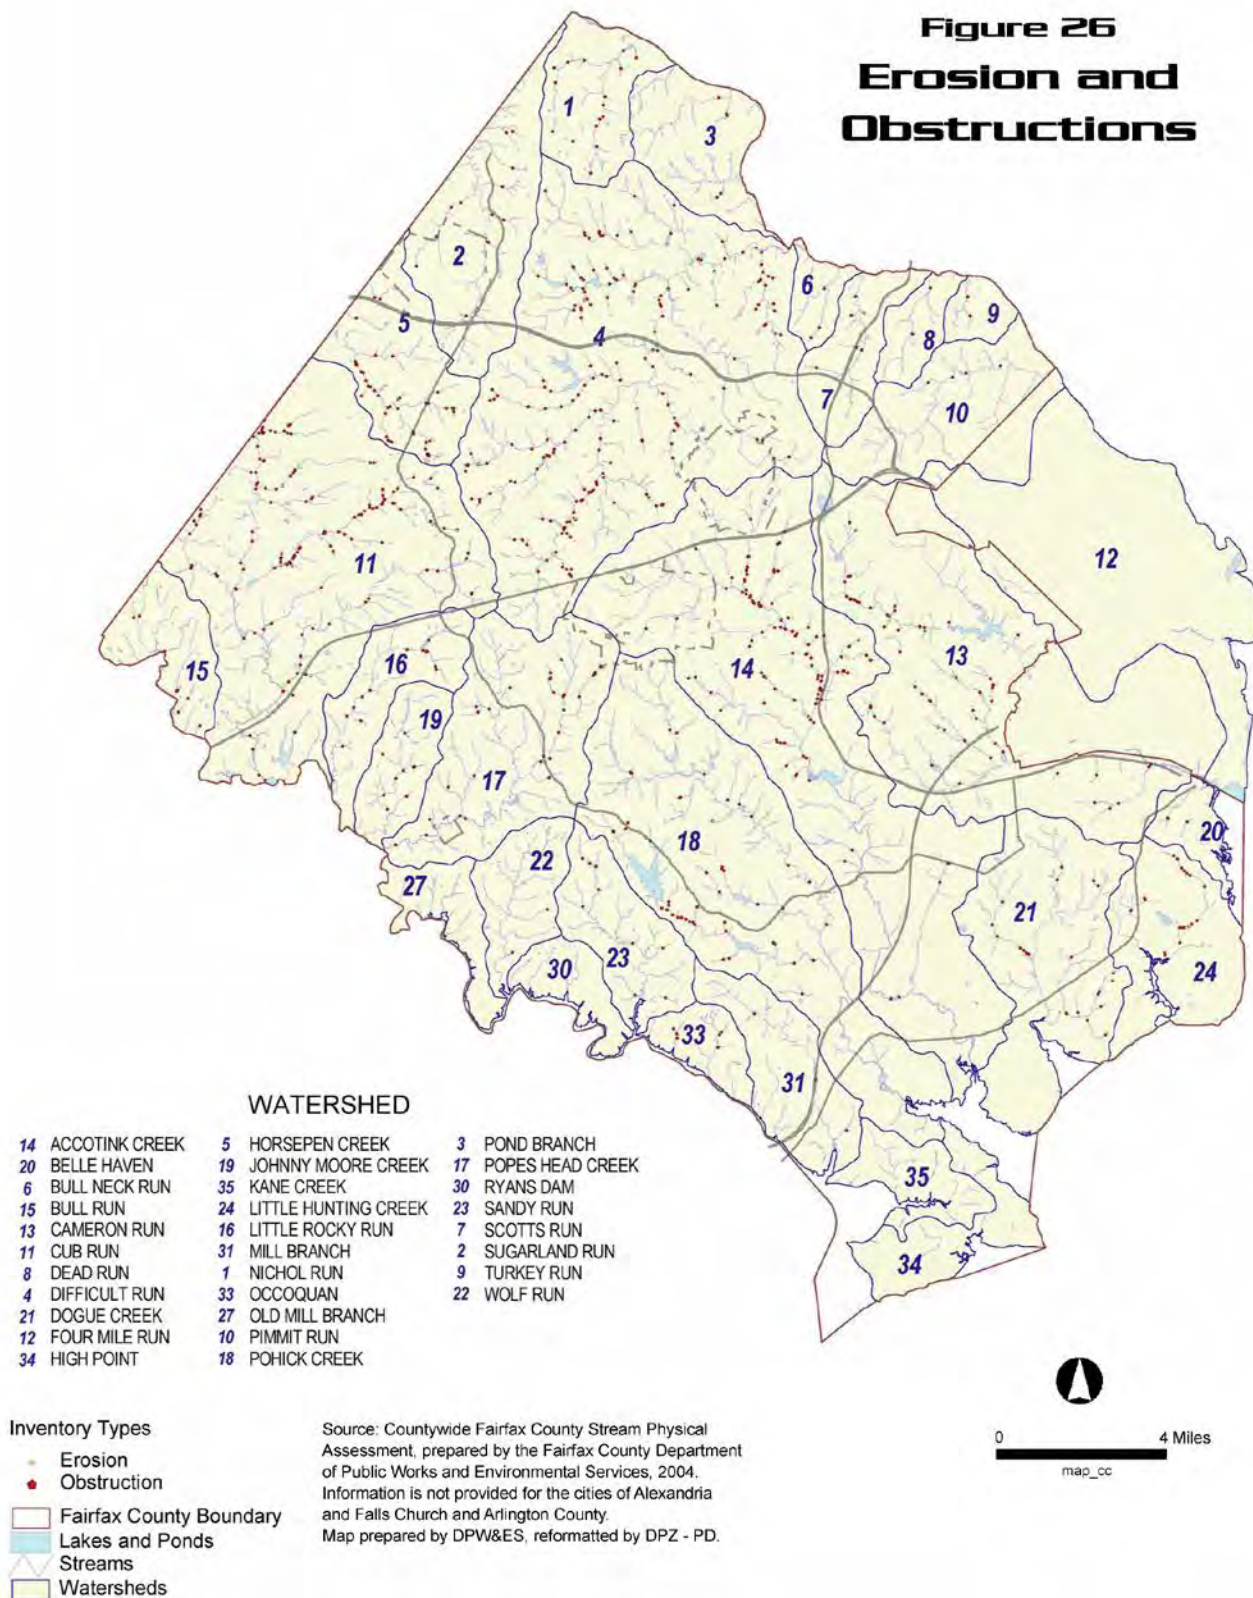 Figure 26
Erosion and
Obstructions
1
3
2
6
9
5
4
8
7
10
12
11
13
15
16
14
19
17
20
18
22
27
21
23
30
24
33
31
35
34
WATERSHED
14 ACCOTINK CREEK
20 BELLE HAVEN
6 BULL NECK RUN
15 BULL RUN
13 CAMERON RUN
11 CUB RUN
8 DEAD RUN
4 DIFFICULT RUN
21 DOGUE CREEK
12 FOUR MILE RUN
34 HIGH POINT
5 HORSEPEN CREEK
19 JOHNNY MOORE CREEK
35 KANE CREEK
24 LITTLE HUNTING CREEK
16 LITTLE ROCKY RUN
31 MILL BRANCH
1 NICHOL RUN
33 OCCOQUAN
27 OLD MILL BRANCH
10 PIMMIT RUN
18 POHICK CREEK
3 POND BRANCH
17 POPES HEAD CREEK
30 RYANS DAM
23 SANDY RUN
7 SCOTTS RUN
2 SUGARLAND RUN
9 TURKEY RUN
22 WOLF RUN
Inventory Types
Erosion
Obstruction
Fairfax County Boundary
Lakes and Ponds
Streams
Watersheds
Source: Countywide Fairfax County Stream Physical
Assessment, prepared by the Fairfax County Department
of Public Works and Environmental Services, 2004.
Information is not provided for the cities of Alexandria
and Falls Church and Arlington County.
Map prepared by DPW&ES, reformatted by DPZ - PD.
0 4 Miles
map_cc